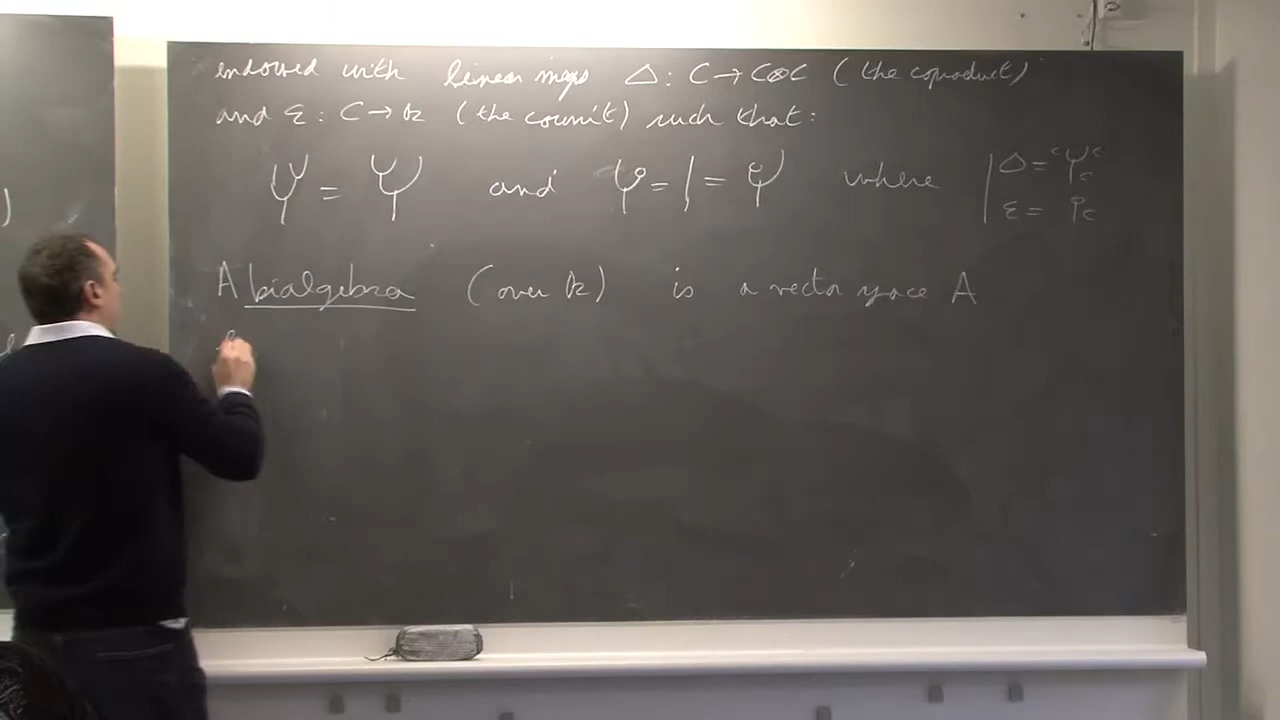 endowed with linear maps Δ: C→C⊗C (the coproduct)
and ε: C→k (the counit) such that:
= and = | = where | Δ = C C C
ε = C
A bialgebra (over k) is a vector space A